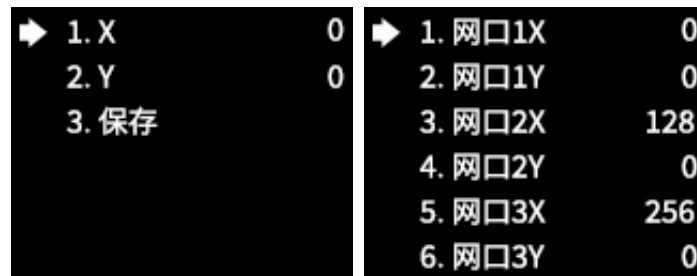 1. X 0
2. Y 0
3. 保存
1. 网口1X 0
2. 网口1Y 0
3. 网口2X 128
4. 网口2Y 0
5. 网口3X 256
6. 网口3Y 0